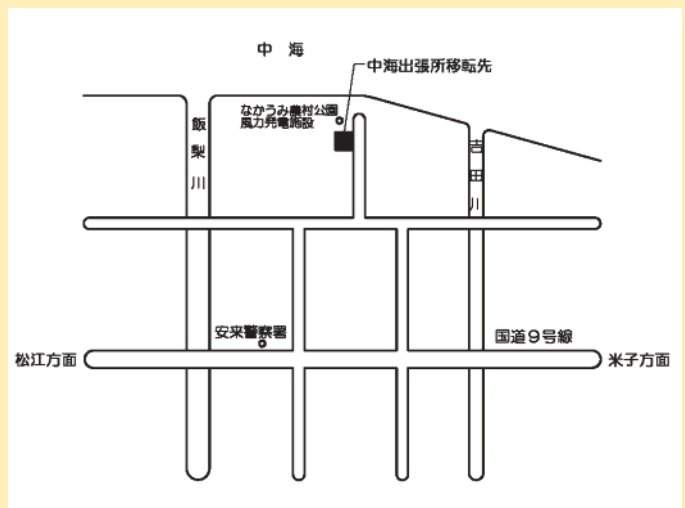 中海
中海出張所移転先
なかうみ農村公園
風力発電施設
飯梨川
吉田川
安来警察署
国道9号線
松江方面
米子方面